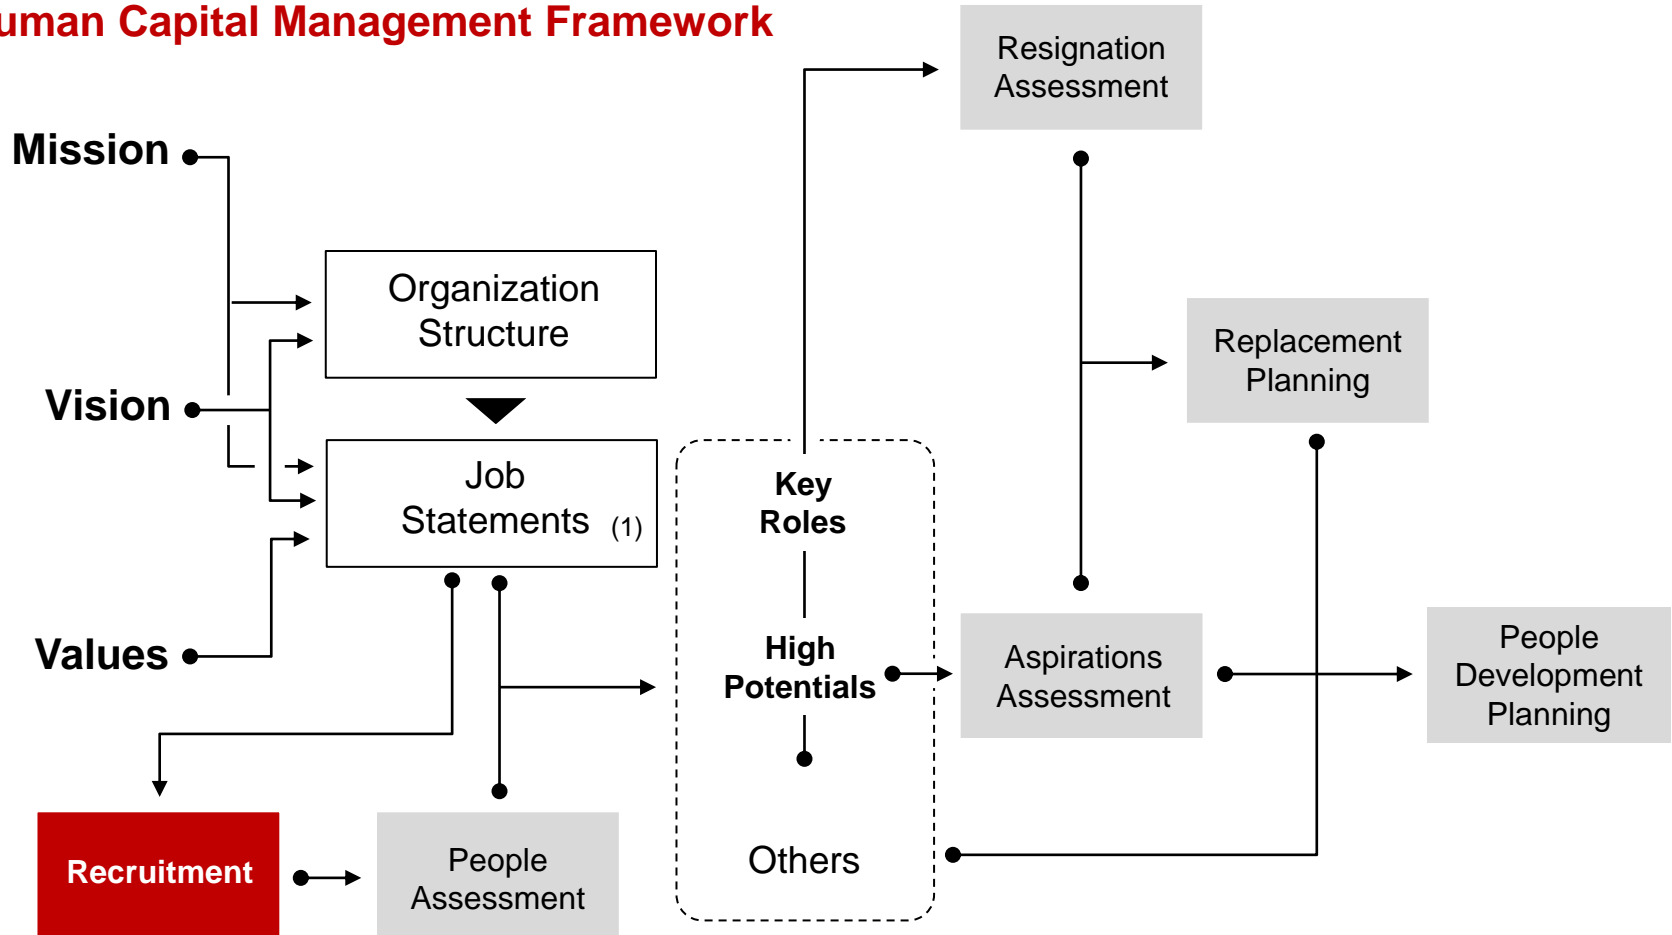 uman Capital Management Framework
Resignation
Assessment
Mission
Organization
Structure
Replacement
Planning
Vision
Job
Statements (1)
Key
Roles
Values
High
Potentials
Aspirations
Assessment
People
Development
Planning
Recruitment
People
Assessment
Others